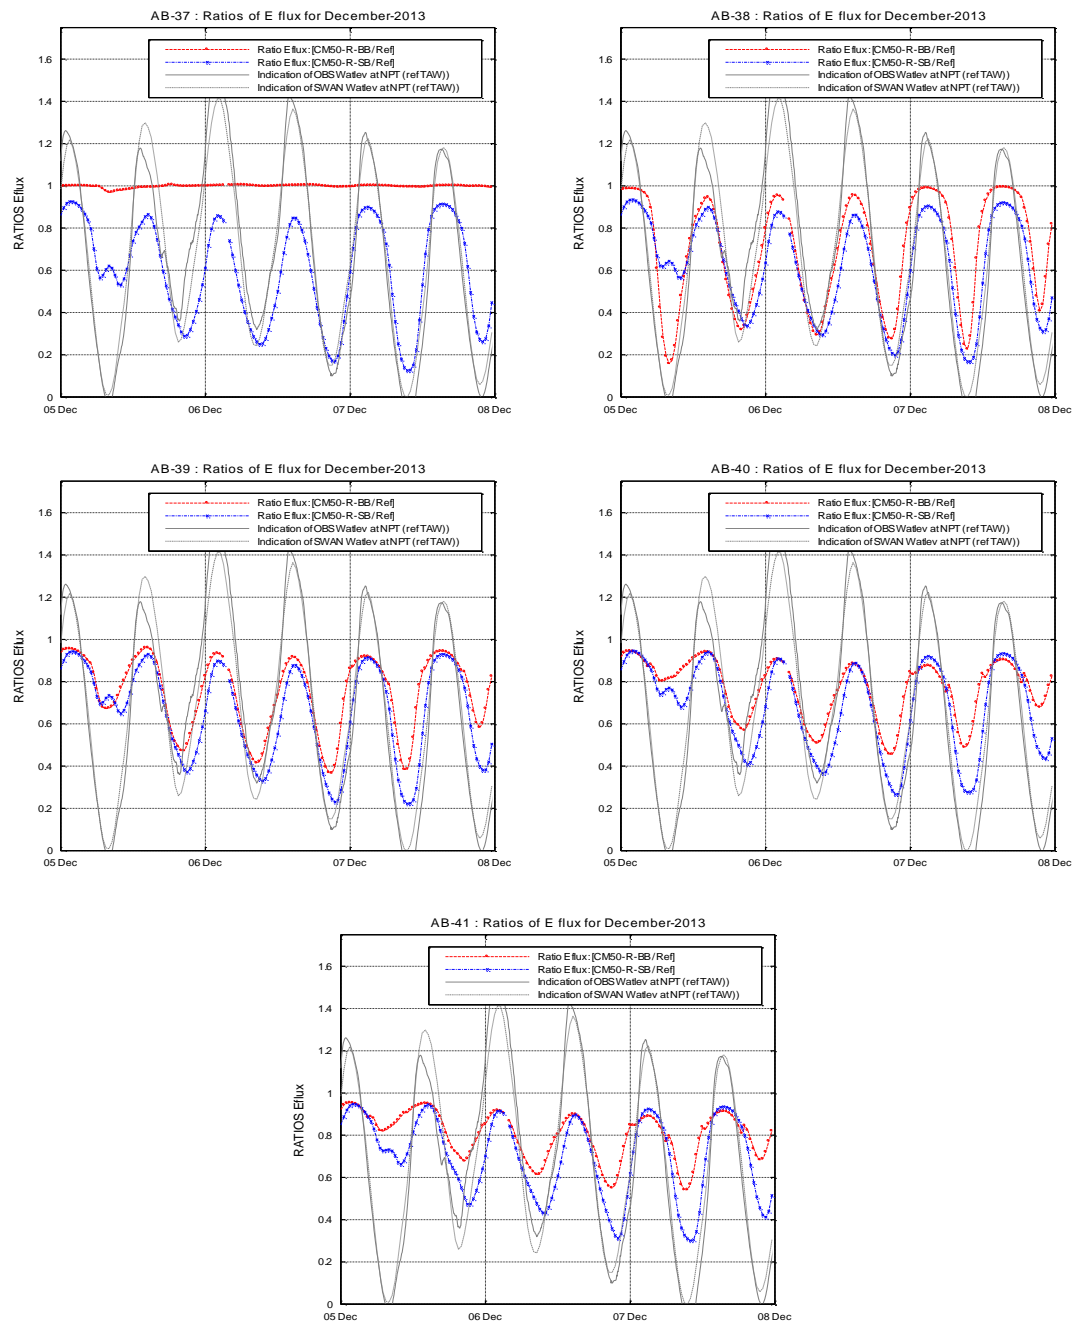 AB-37 : Ratios of E flux for December-2013
Ratio Eflux: [CM50-R-BB/Ref]
Ratio Eflux: [CM50-R-SB/Ref]
Indication of OBS Watlev at NPT (ref TAW))
Indication of SWAN Watlev at NPT (ref TAW))
RATIOS Eflux
1.6
1.4
1.2
1
0.8
0.6
0.4
0.2
0
05 Dec
06 Dec
07 Dec
08 Dec
AB-38 : Ratios of E flux for December-2013
Ratio Eflux: [CM50-R-BB/Ref]
Ratio Eflux: [CM50-R-SB/Ref]
Indication of OBS Watlev at NPT (ref TAW))
Indication of SWAN Watlev at NPT (ref TAW))
RATIOS Eflux
1.6
1.4
1.2
1
0.8
0.6
0.4
0.2
0
05 Dec
06 Dec
07 Dec
08 Dec
AB-39 : Ratios of E flux for December-2013
Ratio Eflux: [CM50-R-BB/Ref]
Ratio Eflux: [CM50-R-SB/Ref]
Indication of OBS Watlev at NPT (ref TAW))
Indication of SWAN Watlev at NPT (ref TAW))
RATIOS Eflux
1.6
1.4
1.2
1
0.8
0.6
0.4
0.2
0
05 Dec
06 Dec
07 Dec
08 Dec
AB-40 : Ratios of E flux for December-2013
Ratio Eflux: [CM50-R-BB/Ref]
Ratio Eflux: [CM50-R-SB/Ref]
Indication of OBS Watlev at NPT (ref TAW))
Indication of SWAN Watlev at NPT (ref TAW))
RATIOS Eflux
1.6
1.4
1.2
1
0.8
0.6
0.4
0.2
0
05 Dec
06 Dec
07 Dec
08 Dec
AB-41 : Ratios of E flux for December-2013
Ratio Eflux: [CM50-R-BB/Ref]
Ratio Eflux: [CM50-R-SB/Ref]
Indication of OBS Watlev at NPT (ref TAW))
Indication of SWAN Watlev at NPT (ref TAW))
RATIOS Eflux
1.6
1.4
1.2
1
0.8
0.6
0.4
0.2
0
05 Dec
06 Dec
07 Dec
08 Dec